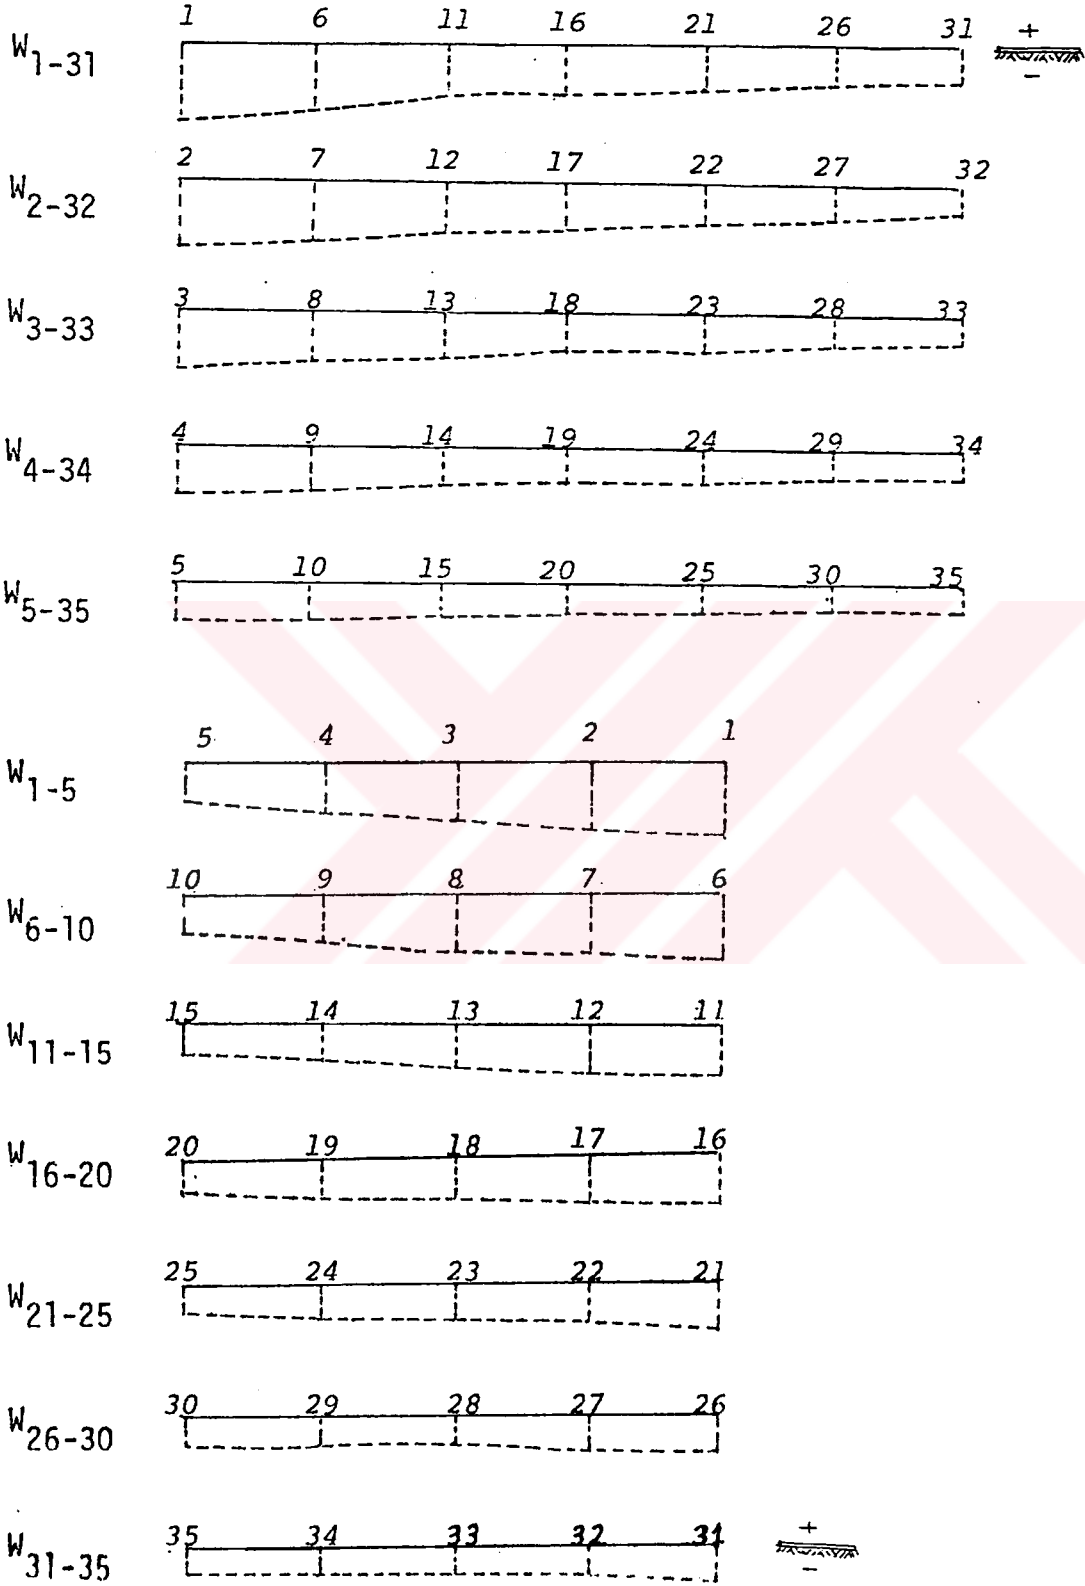 1 6 11 16 21 26 31 +
W1-31
-
2 7 12 17 22 27 32
W2-32
3 8 13 18 23 28 33
W3-33
4 9 14 19 24 29 34
W4-34
5 10 15 20 25 30 35
W5-35
5 4 3 2 1
W1-5
10 9 8 7 6
W6-10
15 14 13 12 11
W11-15
20 19 18 17 16
W16-20
25 24 23 22 21
W21-25
30 29 28 27 26
W26-30
35 34 33 32 31 +
W31-35
-